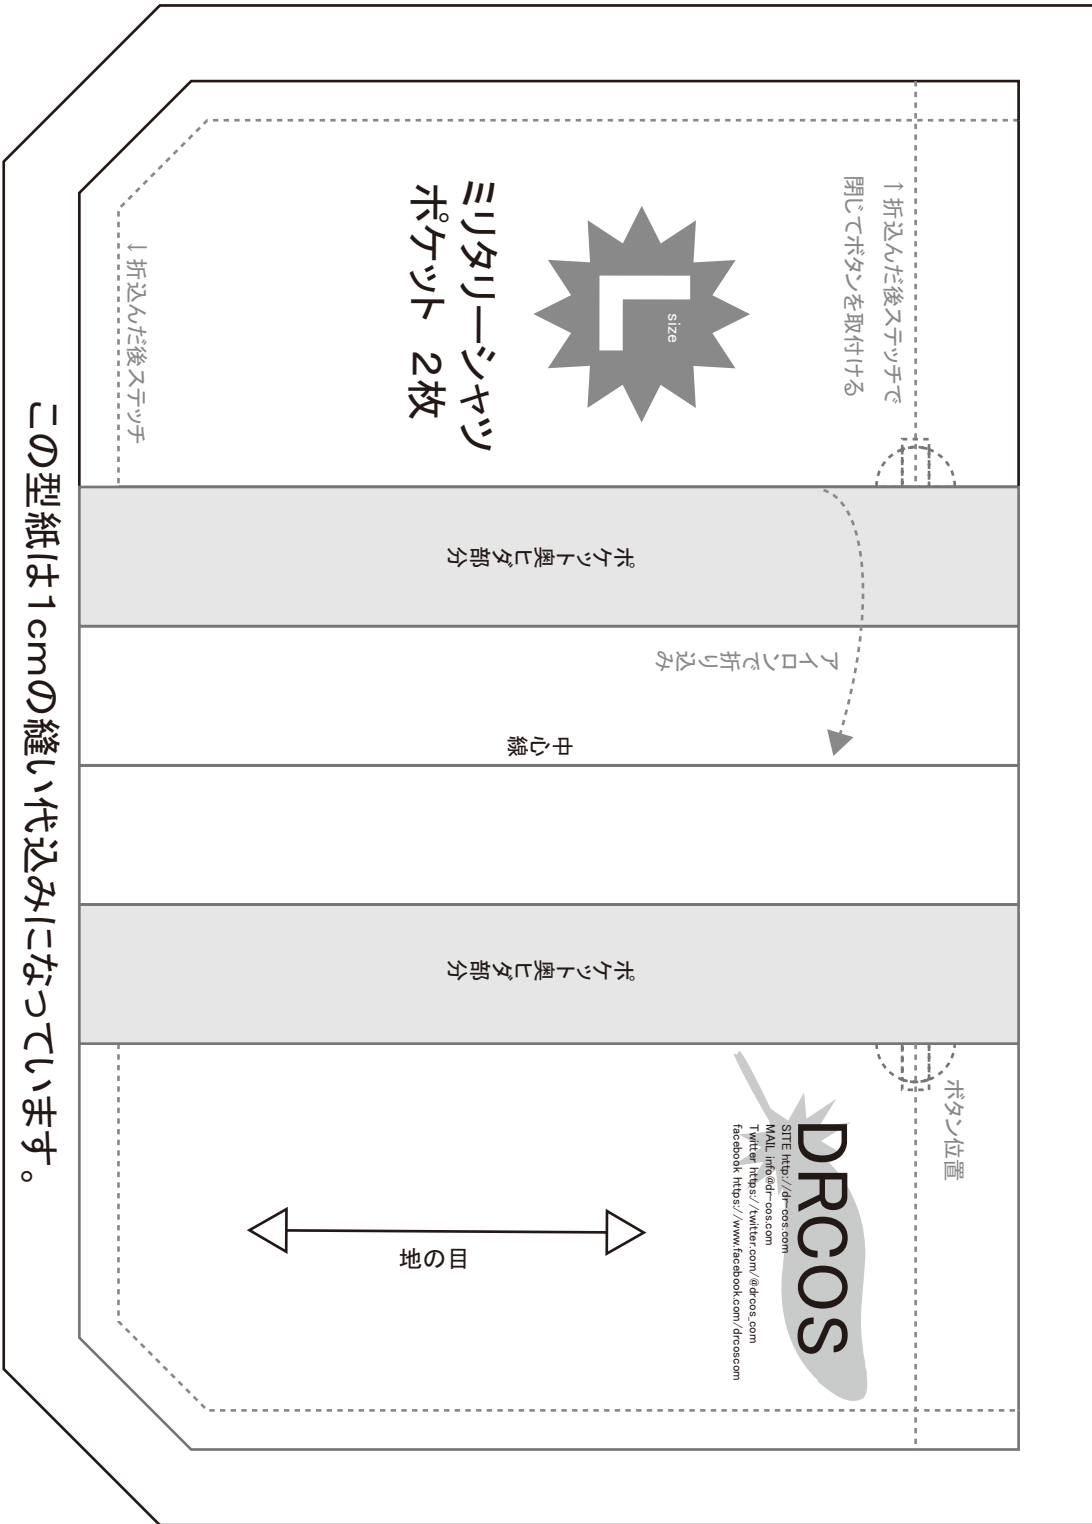 ↑折込んだ後ステッチで
閉じてボタンを取付ける
L
size
ミリタリーシャツ
ポケット　2枚
↓折込んだ後ステッチ
この型紙は1cmの縫い代込みになっています。
ポケット奥ヒダ部分
アイロンで折り込み
中心線
ポケット奥ヒダ部分
ボタン位置
DRCOS
SITE http://dr-cos.com
MAIL info@dr-cos.com
Twitter https://twitter.com/@drcos_com
facebook https://www.facebook.com/drcoscom
地の目